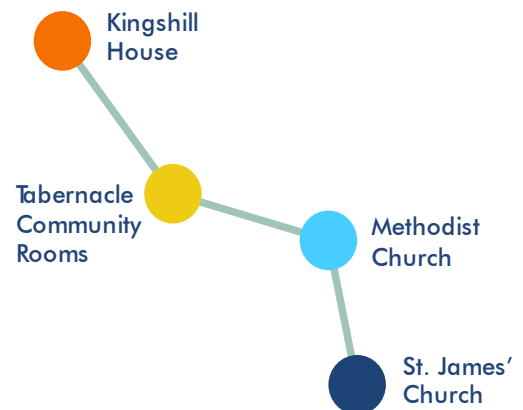 Kingshill
House
Tabernacle
Community
Rooms
Methodist
Church
St. James’
Church